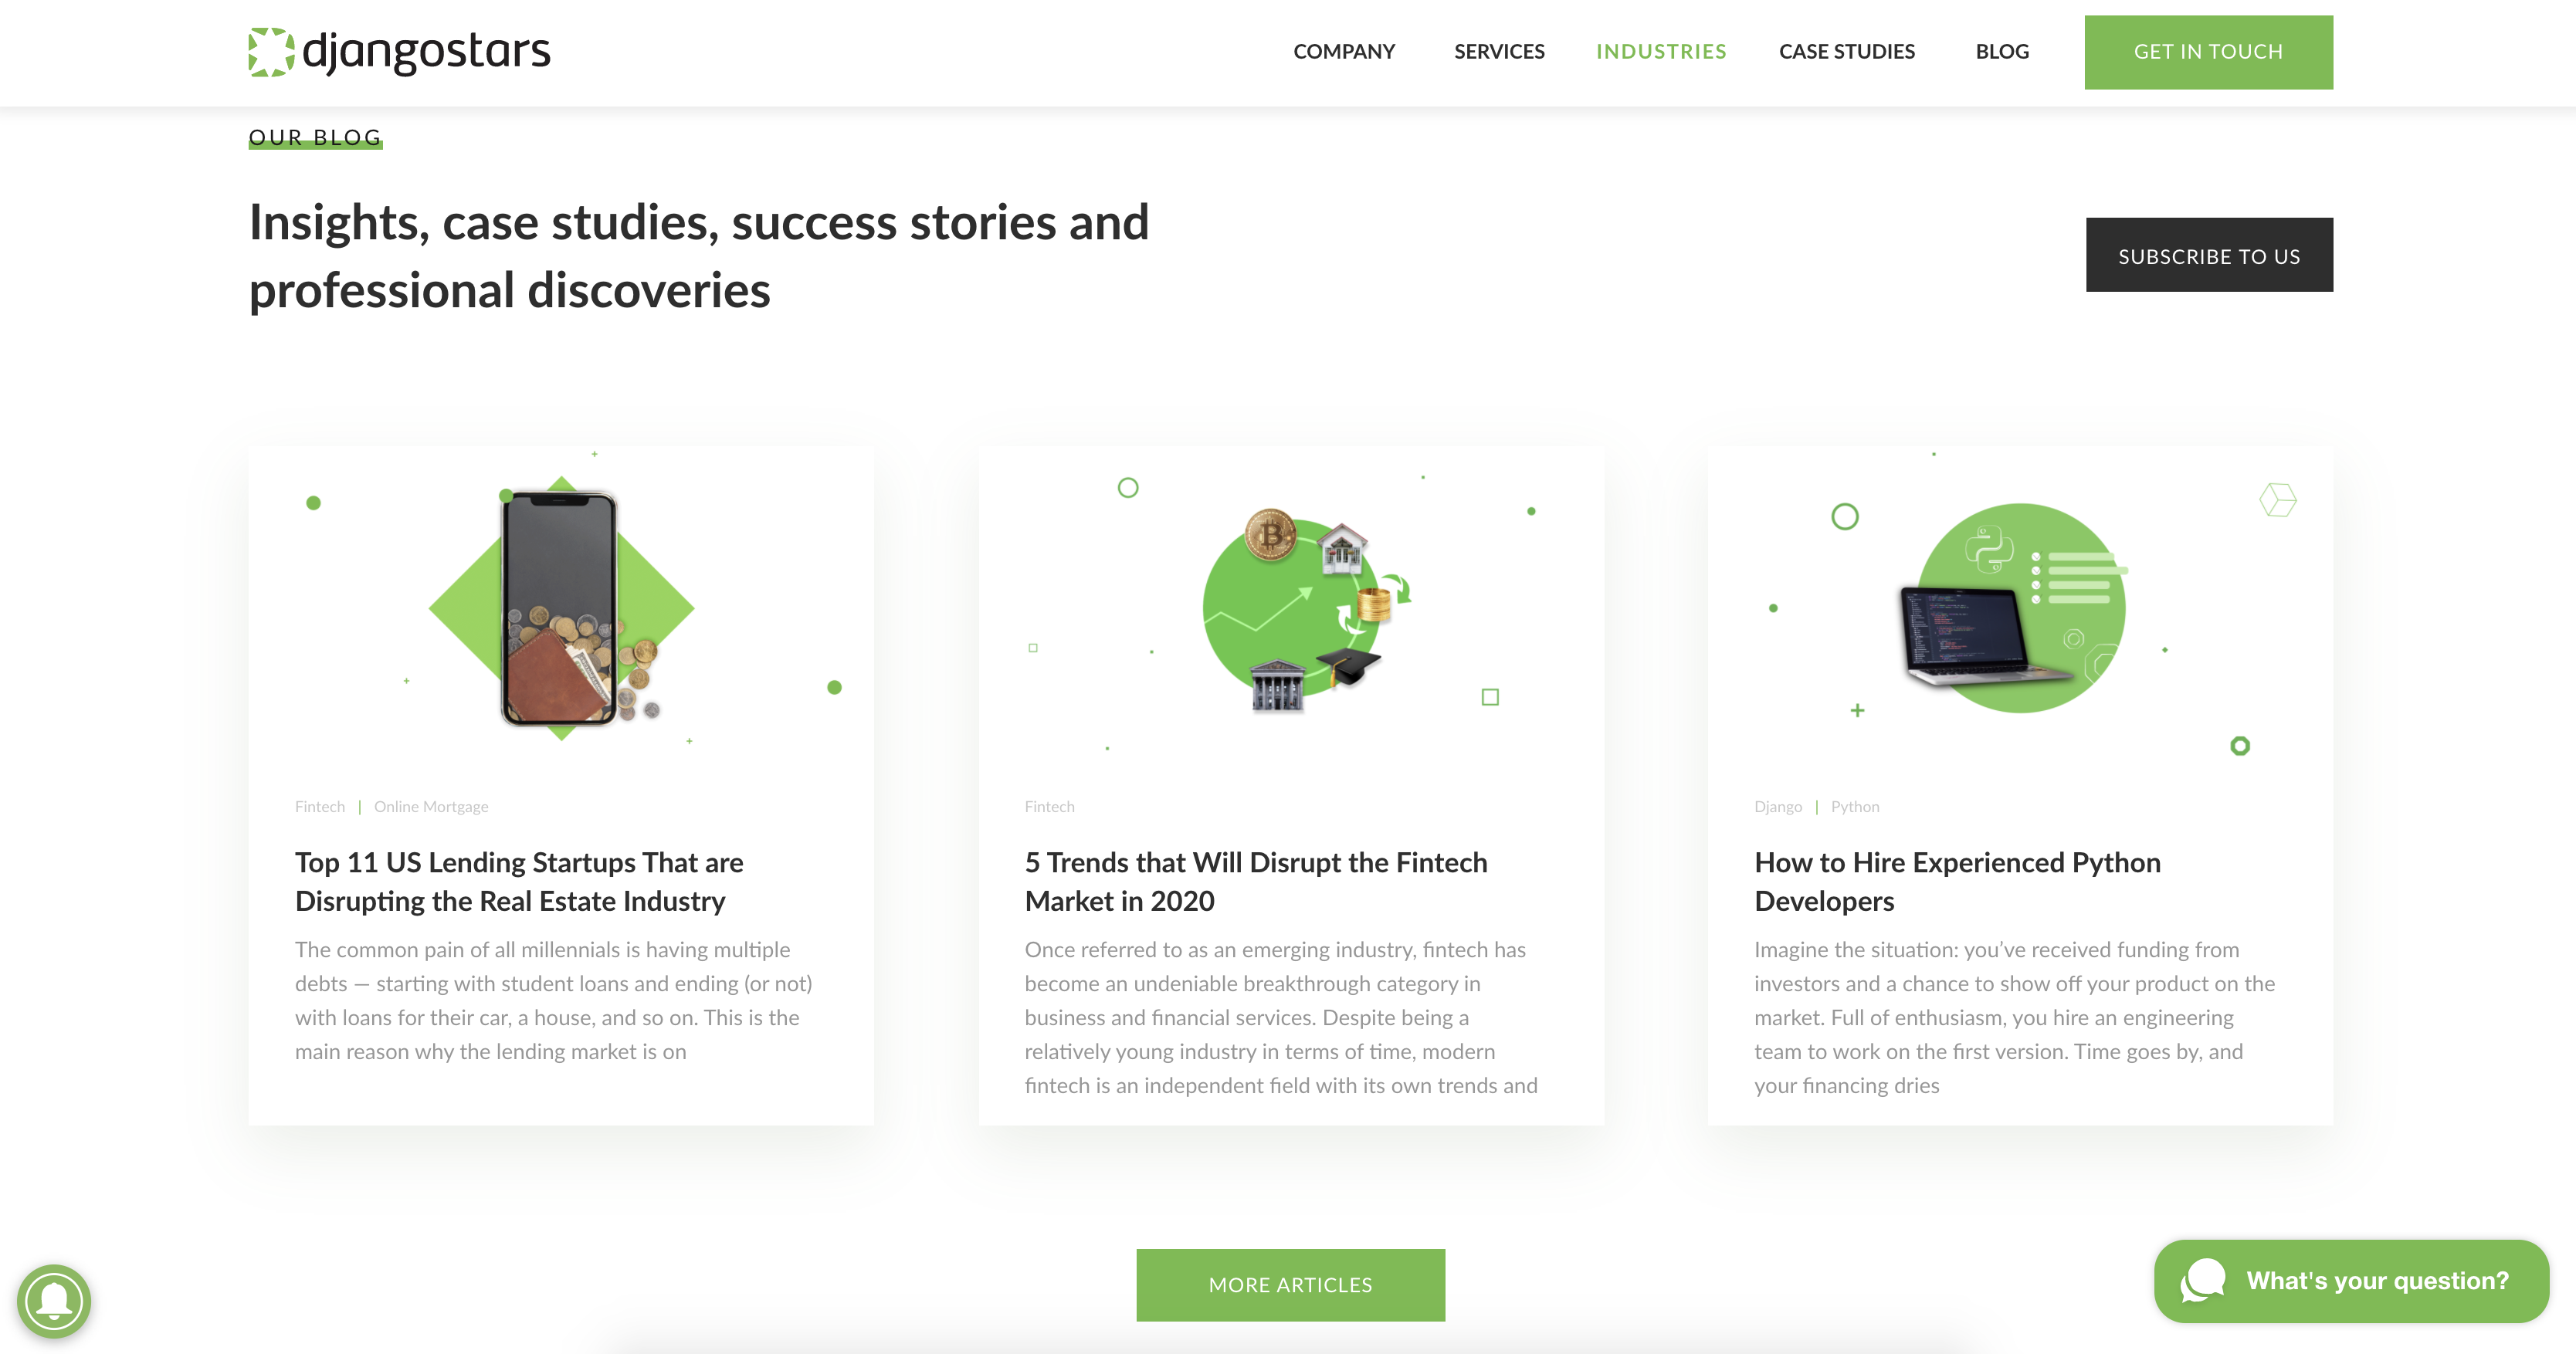 djangostars
COMPANY
SERVICES
INDUSTRIES
CASE STUDIES
BLOG
GET IN TOUCH
OUR BLOG
Insights, case studies, success stories and
professional discoveries
SUBSCRIBE TO US
Fintech | Online Mortgage
Top 11 US Lending Startups That are
Disrupting the Real Estate Industry
The common pain of all millennials is having multiple
debts — starting with student loans and ending (or not)
with loans for their car, a house, and so on. This is the
main reason why the lending market is on
Fintech
5 Trends that Will Disrupt the Fintech
Market in 2020
Once referred to as an emerging industry, fintech has
become an undeniable breakthrough category in
business and financial services. Despite being a
relatively young industry in terms of time, modern
fintech is an independent field with its own trends and
Django | Python
How to Hire Experienced Python
Developers
Imagine the situation: you’ve received funding from
investors and a chance to show off your product on the
market. Full of enthusiasm, you hire an engineering
team to work on the first version. Time goes by, and
your financing dries
MORE ARTICLES
What's your question?